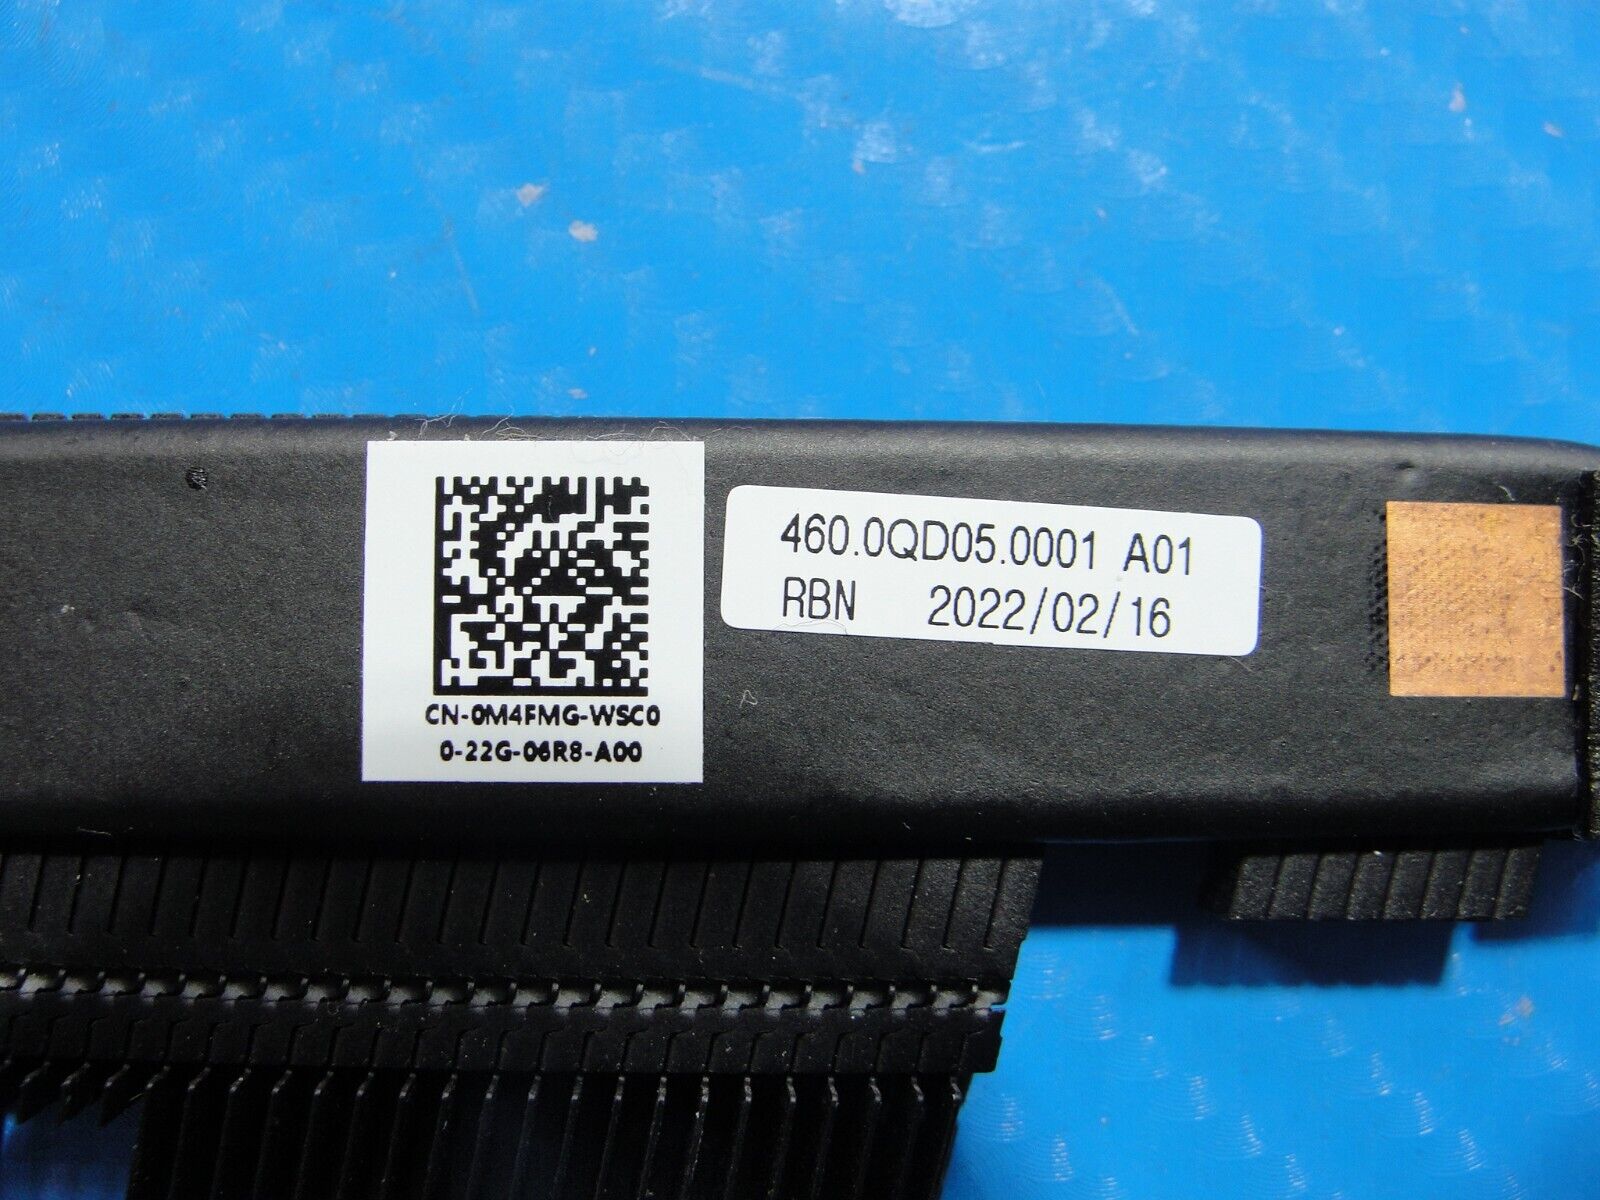 CN-0M4FMG-WSC0
0-22G-06R8-A00
460.0QD05.0001 A01
RBN 2022/02/16